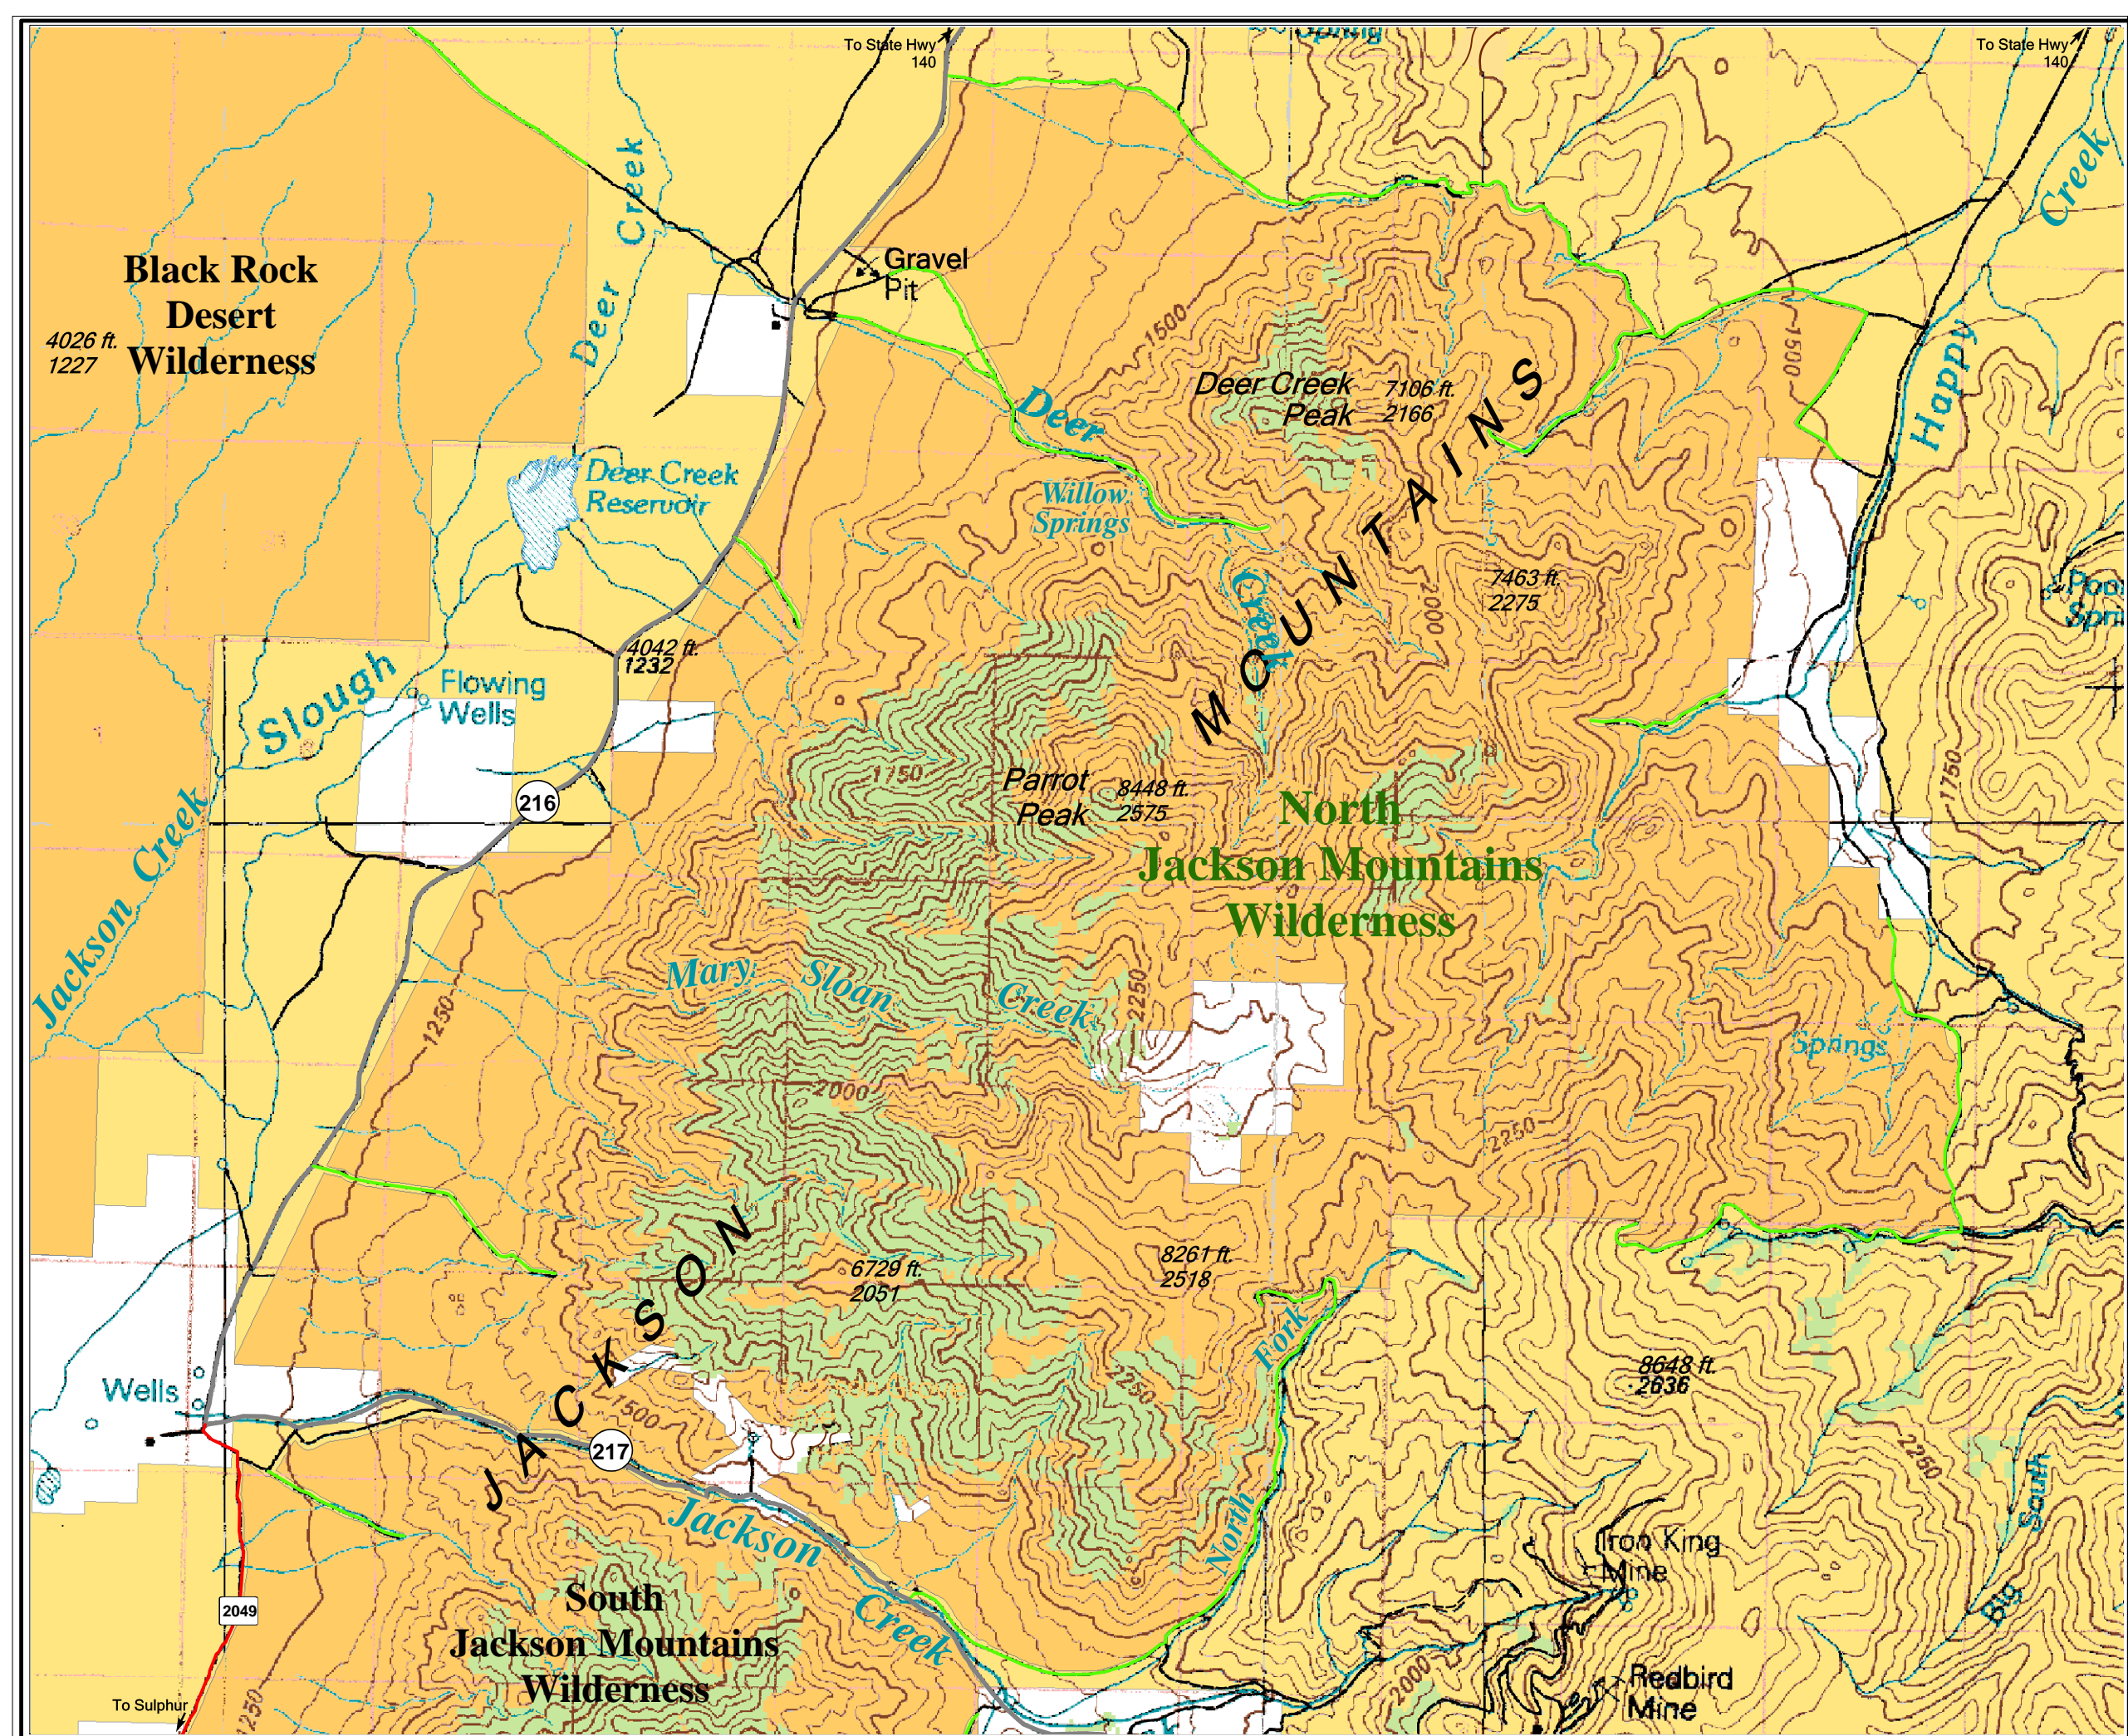 To State Hwy
140
Spring
To State Hwy
140
Creek
Deer
Creek
Gravel
Pit
Black Rock
Desert
Wilderness
4026 ft.
1227
1500
1500
Happy
Deer Creek
Peak
7106 ft.
2166
Deer
Creek
Willow
Springs
Deer Creek
Reservoir
MOUNTAINS
7463 ft.
2275
2000
4042 ft.
1232
Slough
Flowing
Wells
216
1750
Parrot
Peak
8448 ft.
2575
1750
North
Jackson Mountains
Wilderness
Jackson Creek
Mary Sloan Creek
1250
2250
Springs
2000
2250
JACKSON
6729 ft.
2051
8261 ft.
2518
North Fork
8648 ft.
2636
2250
Wells
1500
2250
217
Jackson
Creek
South
Big
Iron King
Mine
2049
South
Jackson Mountains
Wilderness
Redbird
Mine
2000
To Sulphur
1250